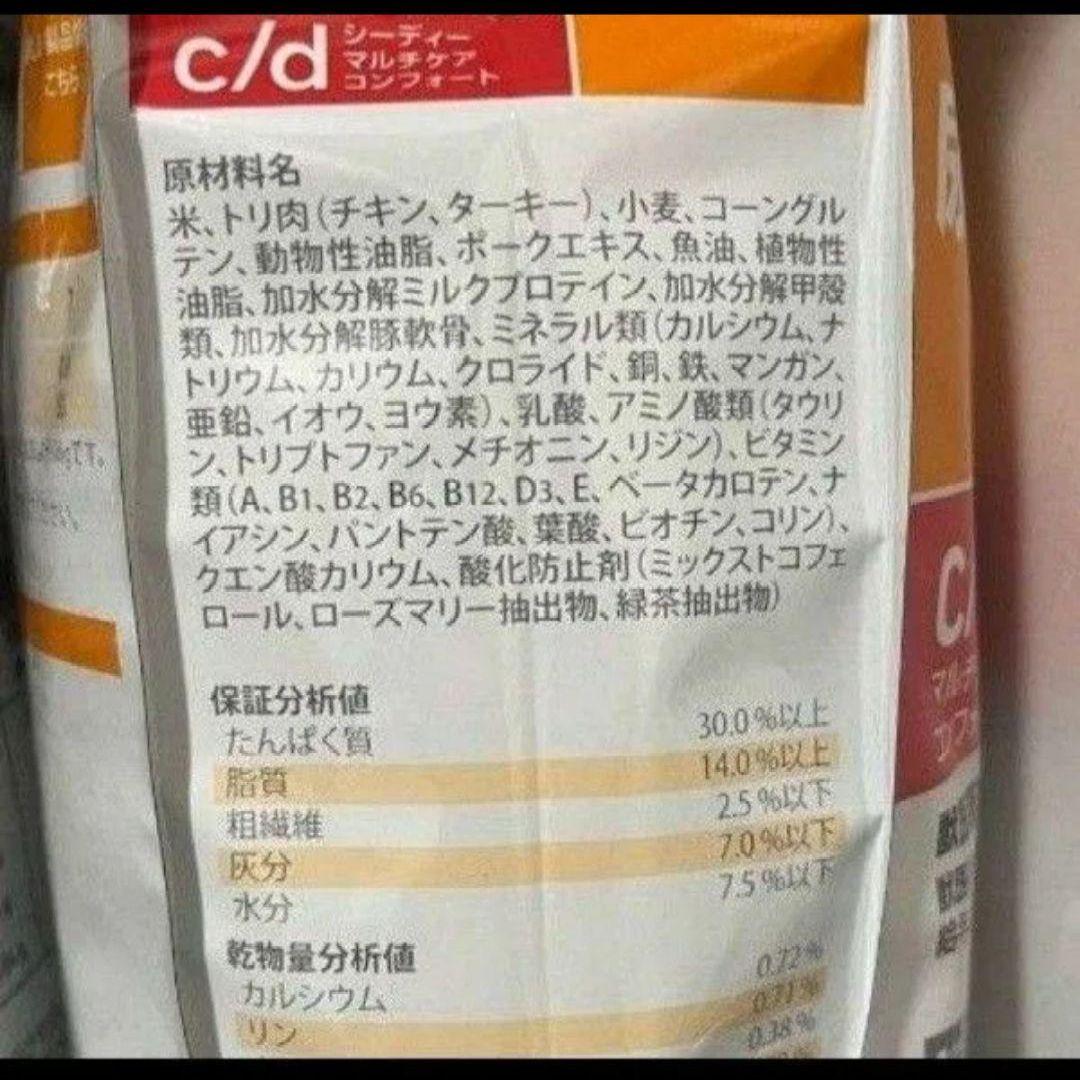 c/d シーディー
マルチケア
コンフォート
原材料名
米、トリ肉(チキン、ターキー)、小麦、コーングル
テン、動物性油脂、ポークエキス、魚油、植物性
油脂、加水分解ミルクプロテイン、加水分解甲殻
類、加水分解豚軟骨、ミネラル類(カルシウム、ナ
トリウム、カリウム、クロライド、銅、鉄、マンガン、
亜鉛、イオウ、ヨウ素)、乳酸、アミノ酸類(タウリ
ン、トリプトファン、メチオニン、リジン)、ビタミン
類(A、B1、B2、B6、B12、D3、E、ベータカロテン、ナ
イアシン、パントテン酸、葉酸、ビオチン、コリン)、
クエン酸カリウム、酸化防止剤(ミックストコフェ
ロール、ローズマリー抽出物、緑茶抽出物)
保証分析値
たんぱく質 30.0%以上
脂質 14.0%以上
粗繊維 2.5%以下
灰分 7.0%以下
水分 7.5%以下
乾物量分析値
カルシウム 0.72%
リン 0.71%
0.38%